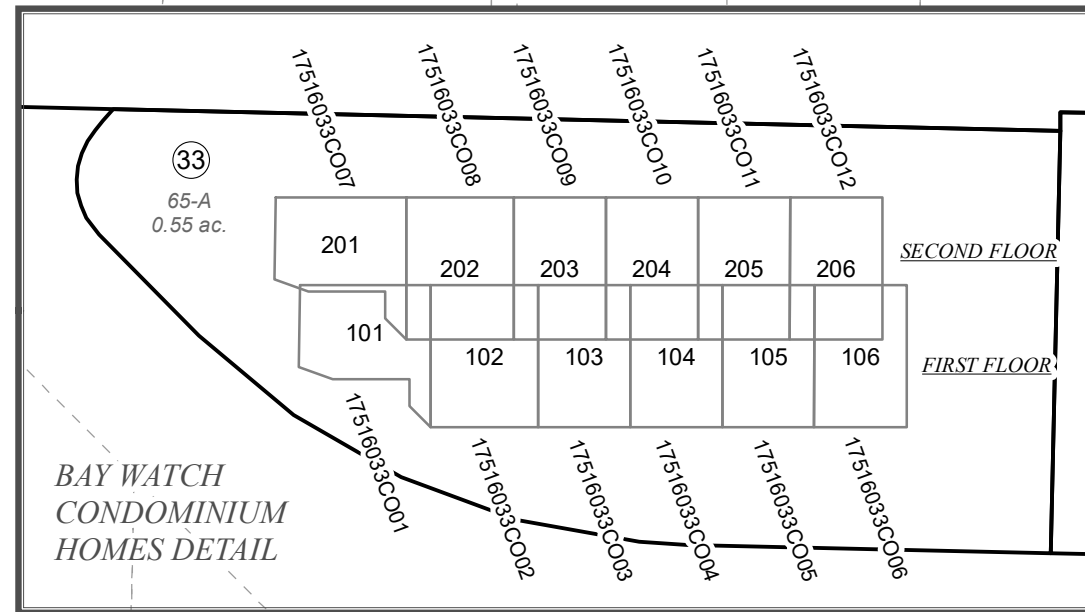 17516033CO07
17516033CO08
17516033CO09
17516033CO10
17516033CO11
17516033CO12
33
65-A
0.55 ac.
201
202
203
204
205
206
SECOND FLOOR
101
102
103
104
105
106
FIRST FLOOR
17516033CO01
17516033CO02
17516033CO03
17516033CO04
17516033CO05
17516033CO06
BAY WATCH
CONDOMINIUM
HOMES DETAIL